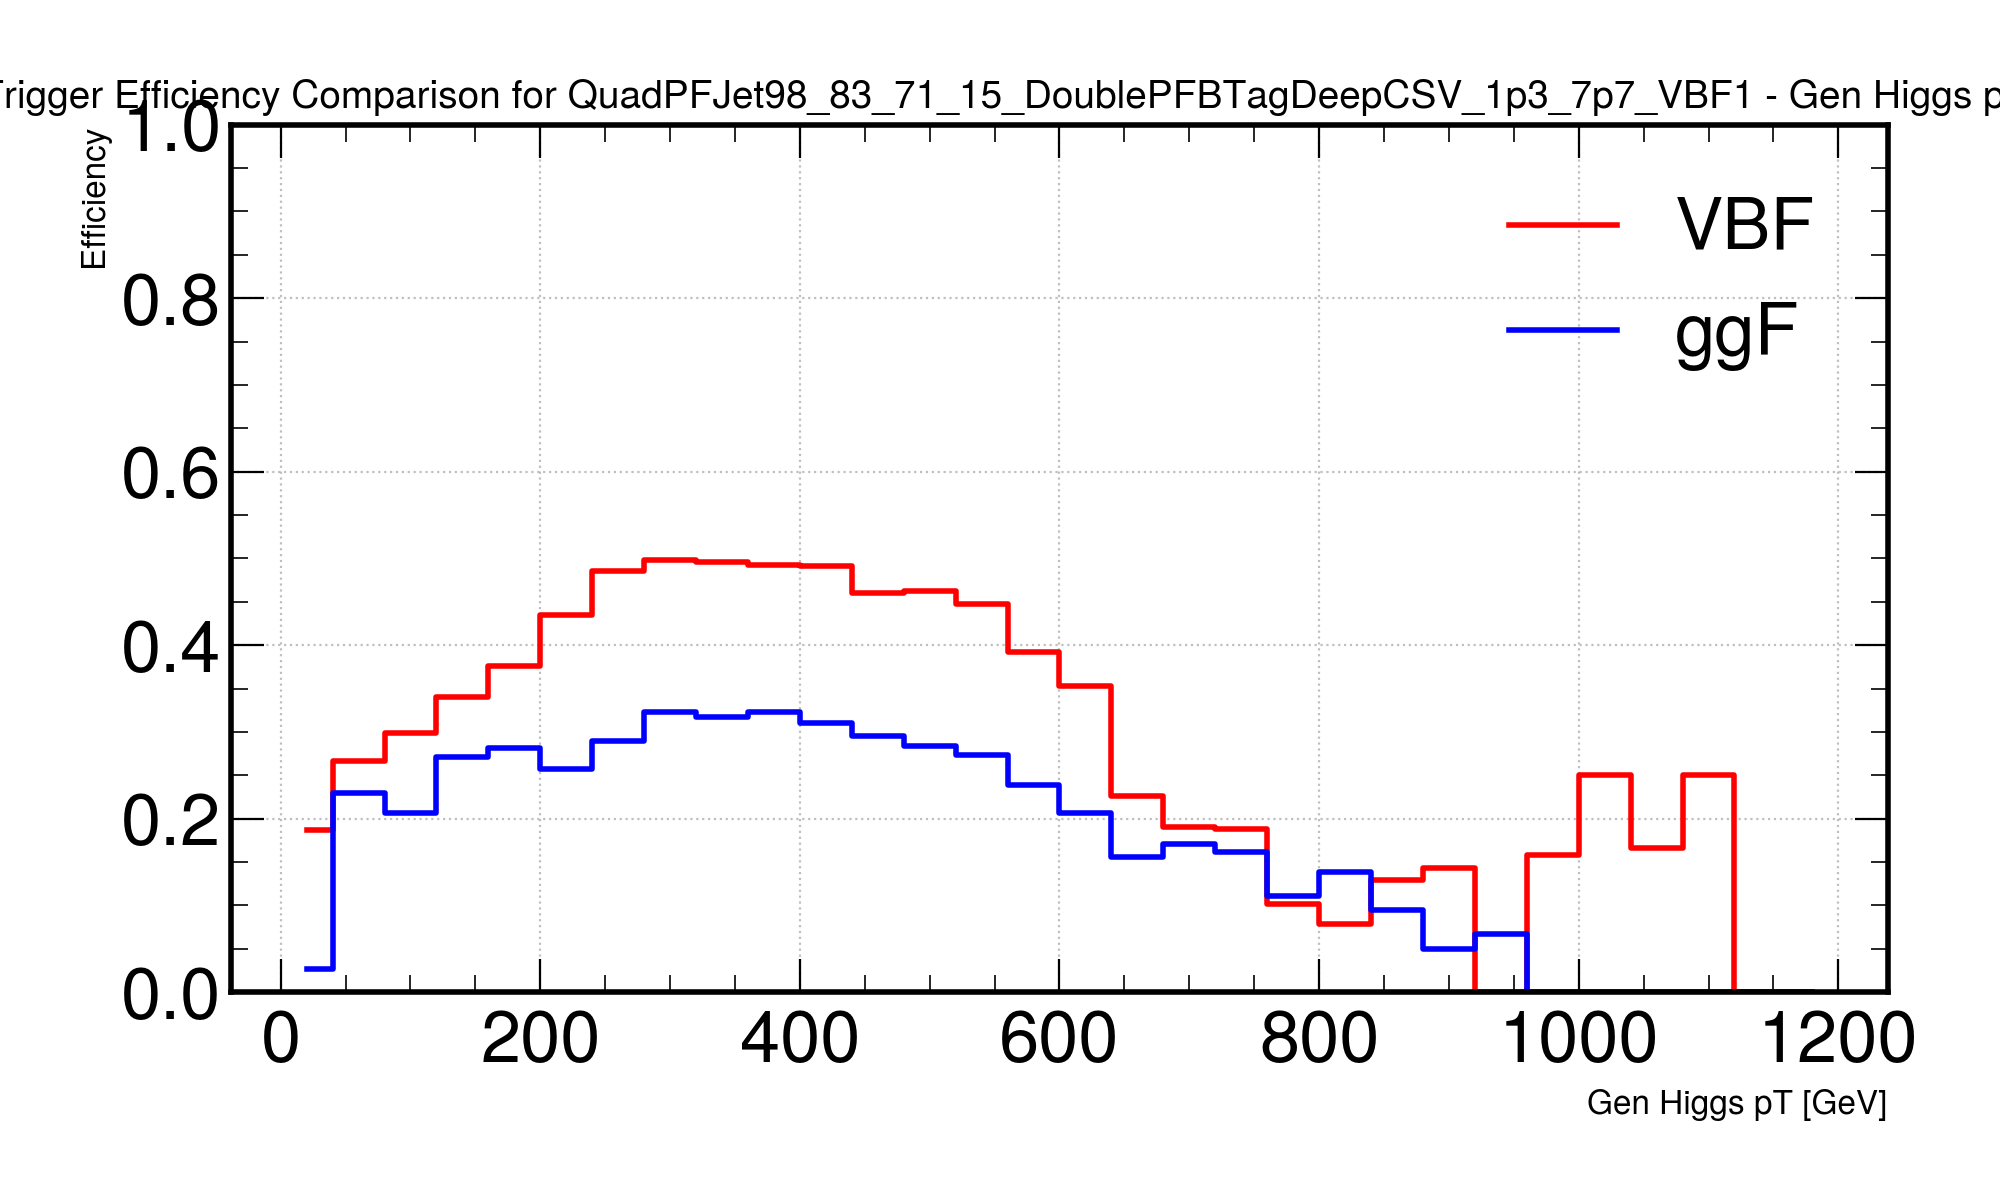 rigger Efficiency Comparison for QuadPFJet98_83_71_15_DoublePFBTagDeepCSV_1p3_7p7_VBF1 - Gen Higgs p
Efficiency
1.0
0.8
0.6
0.4
0.2
0.0
VBF
ggF
0 200 400 600 800 1000 1200
Gen Higgs pT [GeV]